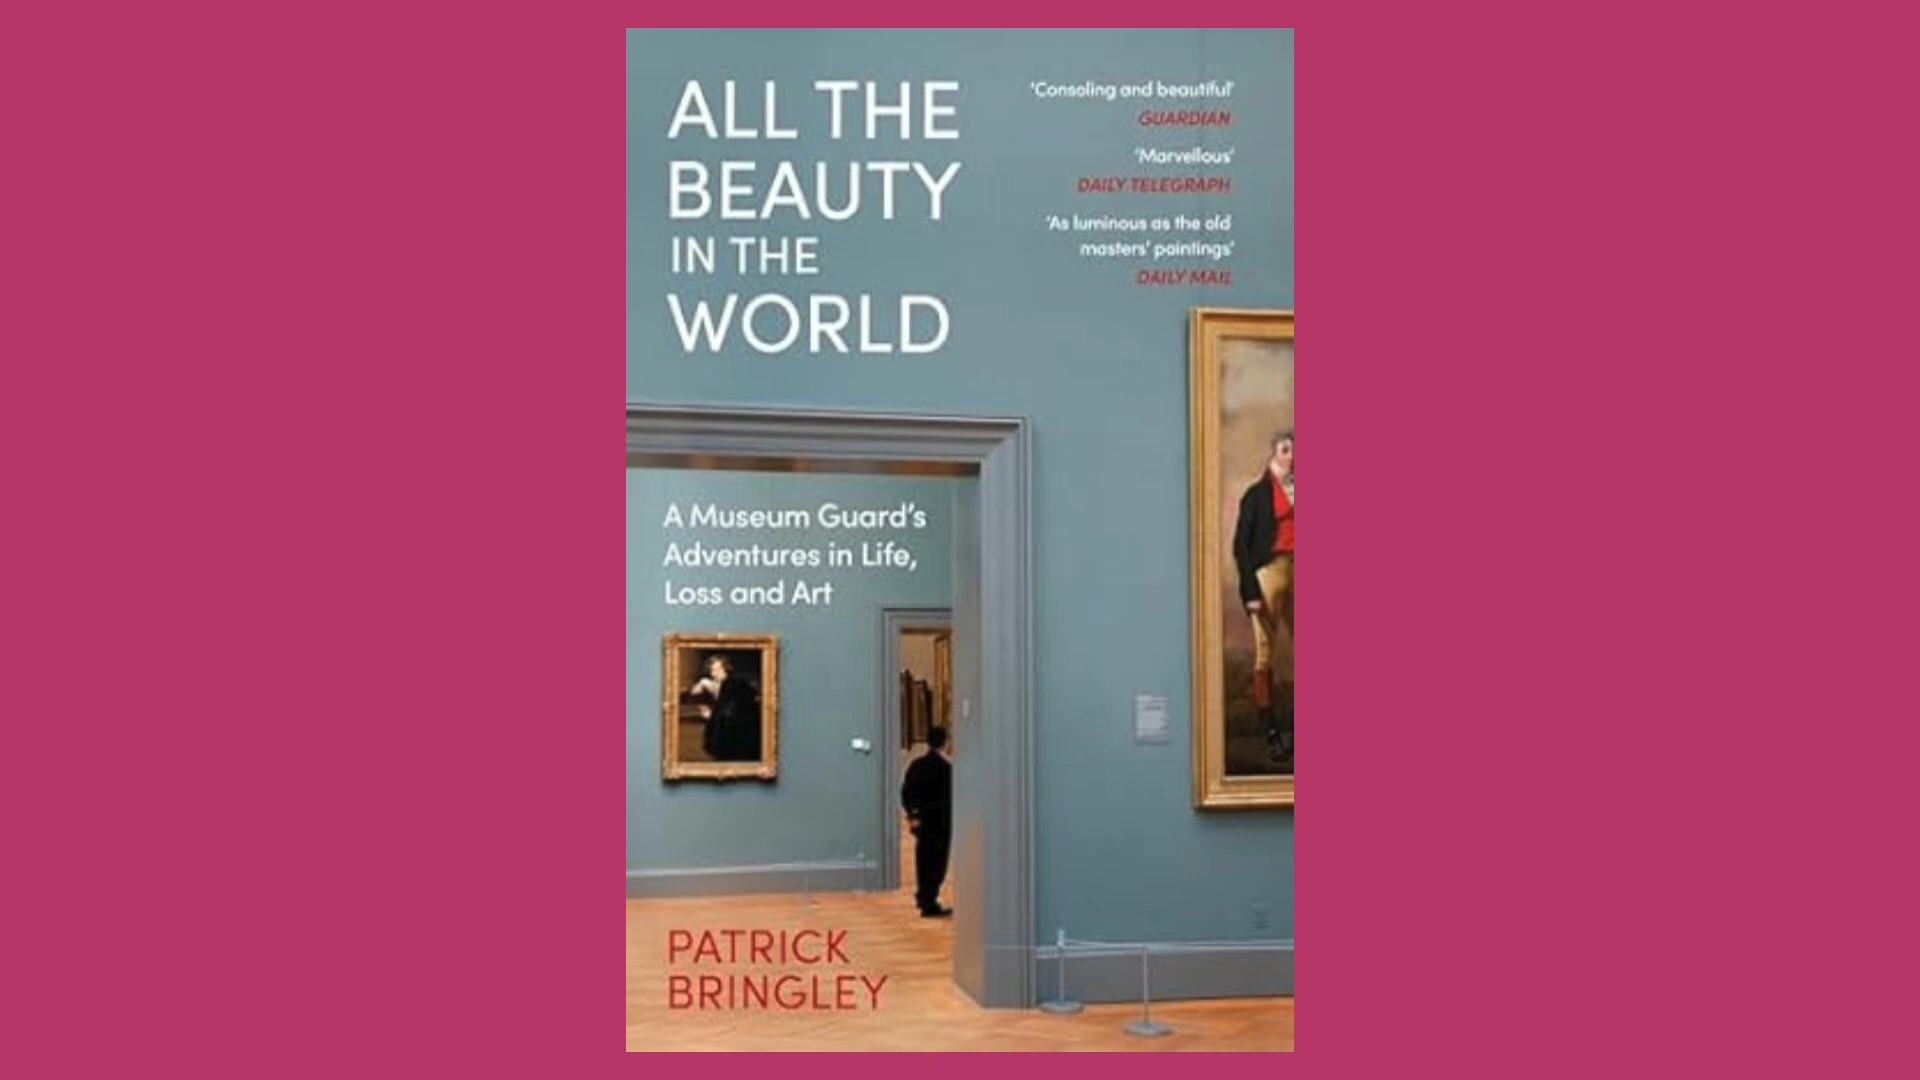 ALL THE
BEAUTY
IN THE
WORLD
'Consoling and beautiful'
GUARDIAN
'Marvellous'
DAILY TELEGRAPH
'As luminous as the old
masters' paintings'
DAILY MAIL
A Museum Guard's
Adventures in Life,
Loss and Art
PATRICK
BRINGLEY